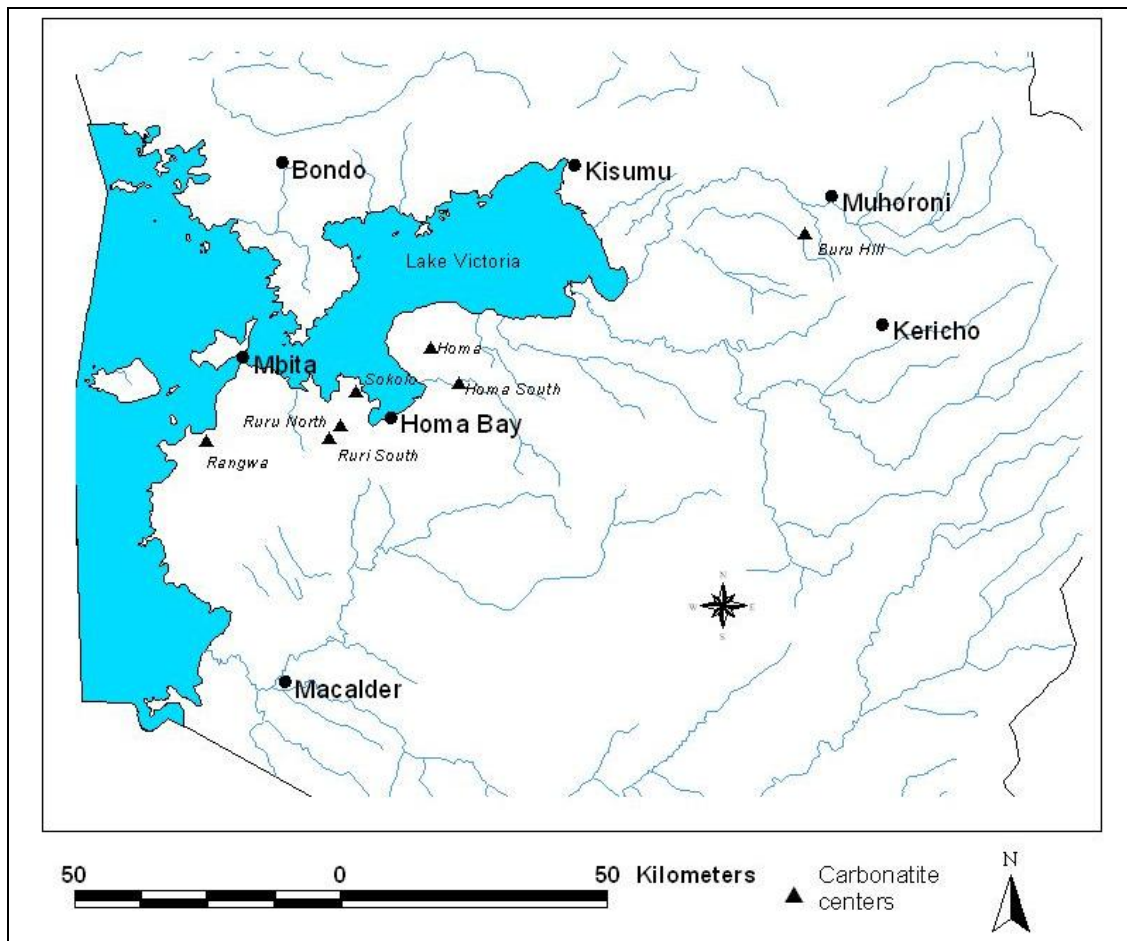 Bondo
Kisumu
Muhoroni
Buru Hill
Lake Victoria
Kericho
Homa
Mbita
Sokolo
Homa South
Ruru North
Homa Bay
Rangwa
Ruri South
N
W
E
S
Macalder
50
0
50
Kilometers
Carbonatite
centers
N